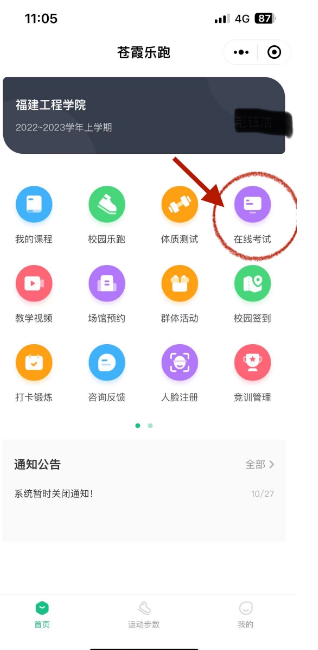 11:05
4G 87
苍霞乐跑
福建工程学院
2022~2023学年上学期
我的课程 校园乐跑 体质测试 在线考试
教学视频 场馆预约 群体活动 校园签到
打卡锻炼 咨询反馈 人脸注册 竞训管理
通知公告 全部
系统暂时关闭通知! 10/27
首页 运动步数 我的